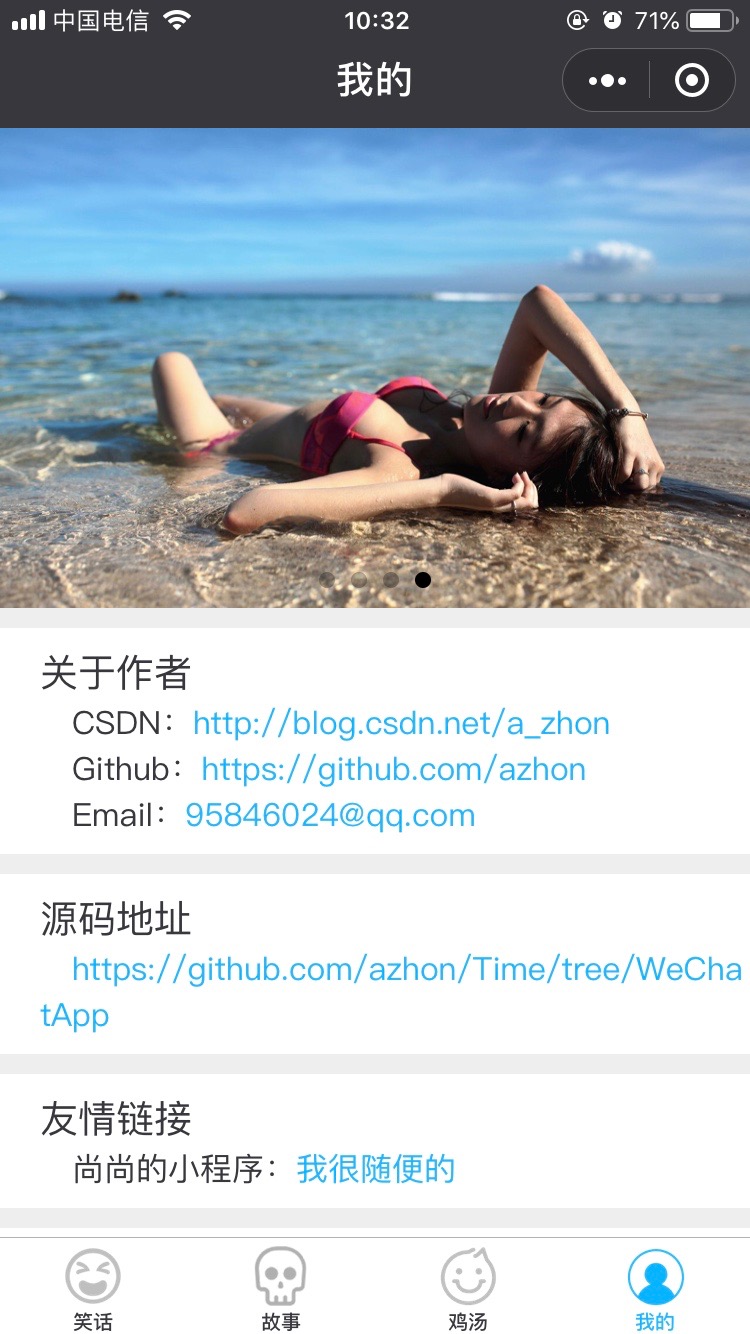 中国电信 10:32 71%
我的
关于作者
CSDN：http://blog.csdn.net/a_zhon
Github：https://github.com/azhon
Email：95846024@qq.com
源码地址
https://github.com/azhon/Time/tree/WeCha
tApp
友情链接
尚尚的小程序：我很随便的
笑话 故事 鸡汤 我的